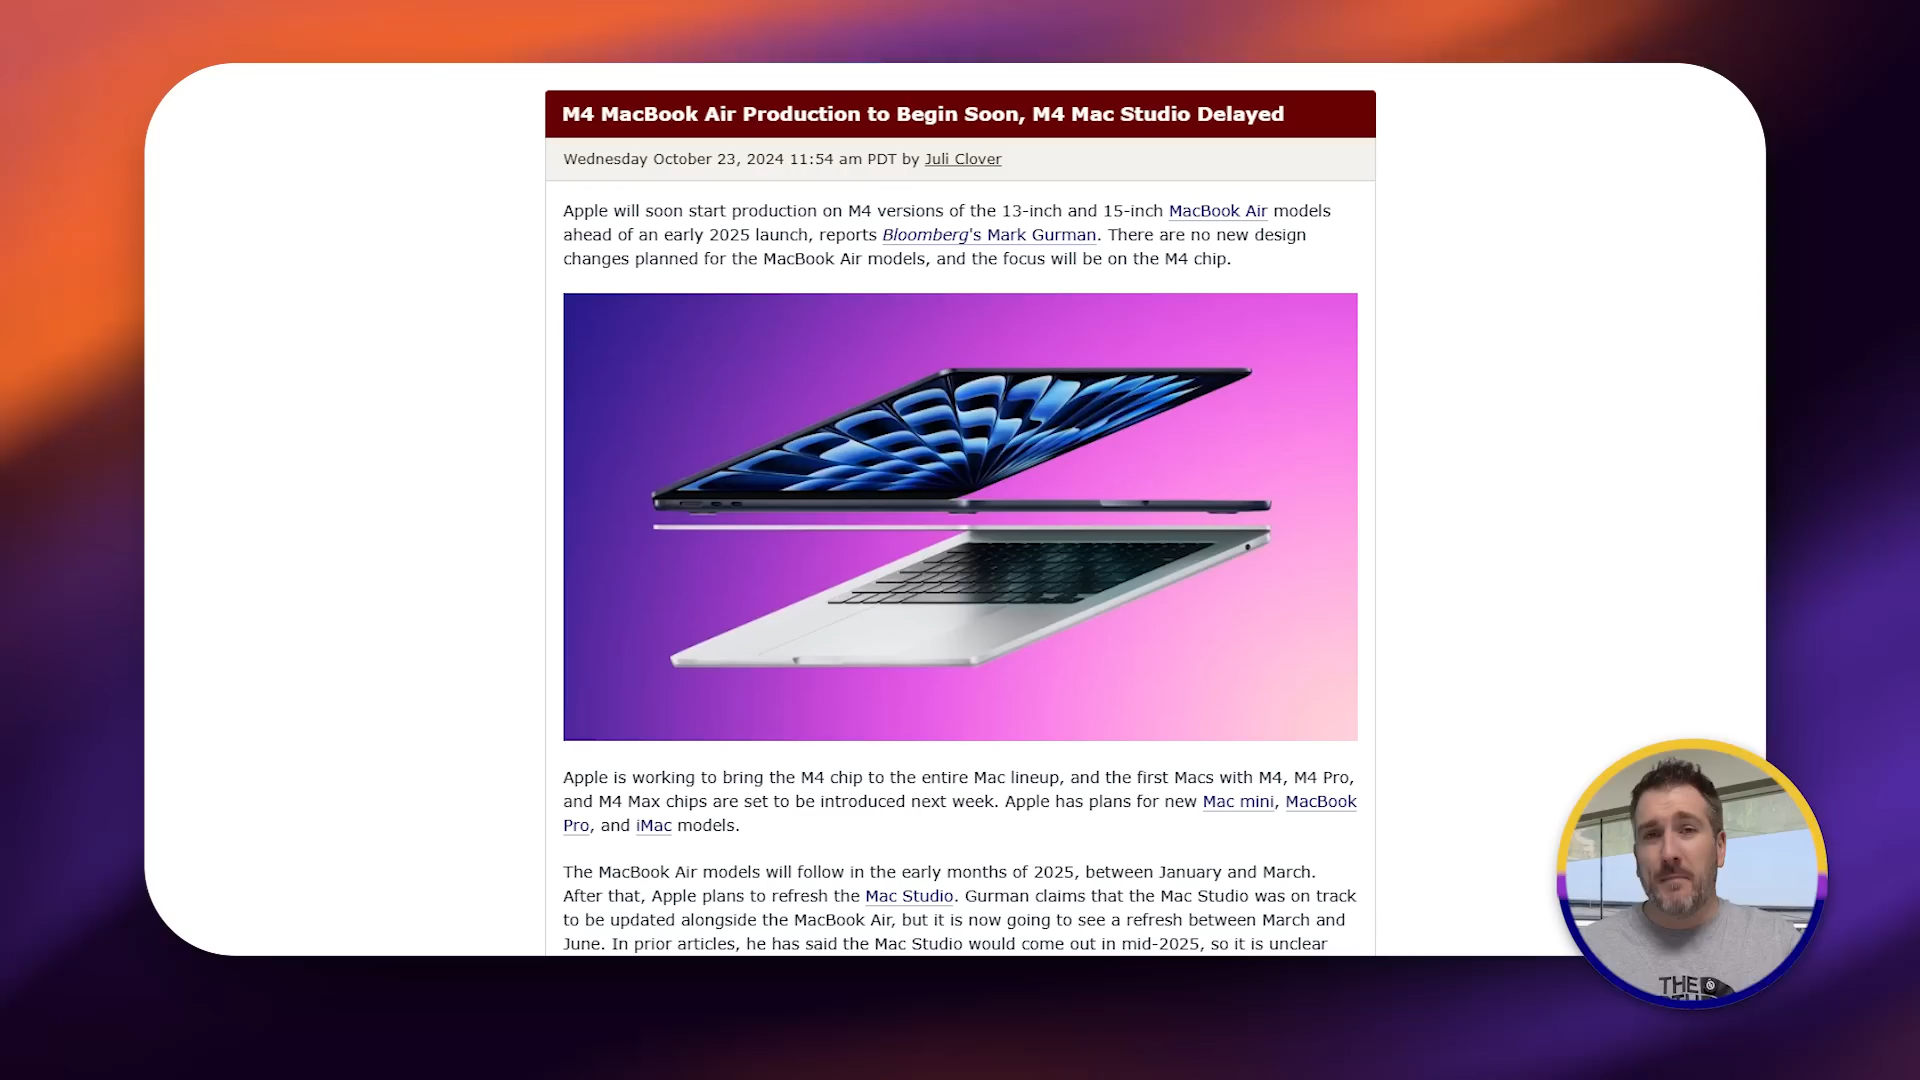 M4 MacBook Air Production to Begin Soon, M4 Mac Studio Delayed
Wednesday October 23, 2024 11:54 am PDT by Juli Clover
Apple will soon start production on M4 versions of the 13-inch and 15-inch MacBook Air models
ahead of an early 2025 launch, reports Bloomberg's Mark Gurman. There are no new design
changes planned for the MacBook Air models, and the focus will be on the M4 chip.
Apple is working to bring the M4 chip to the entire Mac lineup, and the first Macs with M4, M4 Pro,
and M4 Max chips are set to be introduced next week. Apple has plans for new Mac mini, MacBook
Pro, and iMac models.
The MacBook Air models will follow in the early months of 2025, between January and March.
After that, Apple plans to refresh the Mac Studio. Gurman claims that the Mac Studio was on track
to be updated alongside the MacBook Air, but it is now going to see a refresh between March and
June. In prior articles, he has said the Mac Studio would come out in mid-2025, so it is unclear
THE